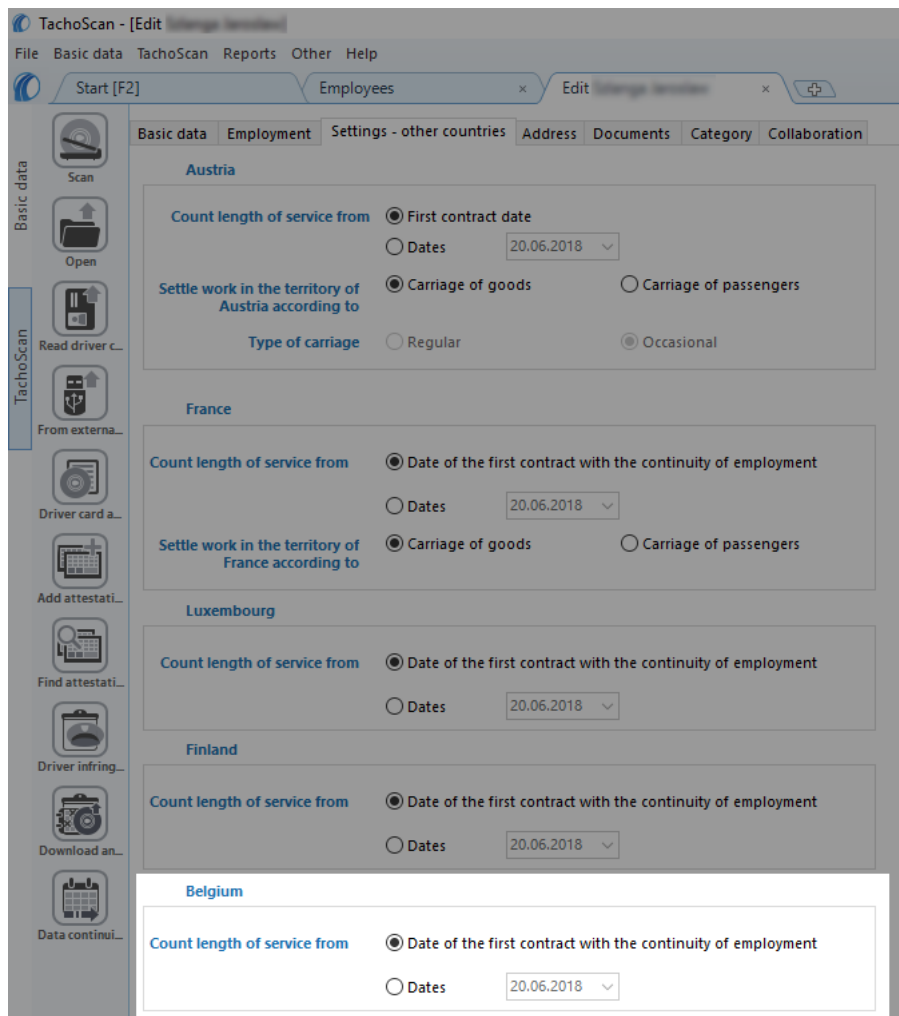 TachoScan - [Edit
File Basic data TachoScan Reports Other Help
Start [F2] Employees × Edit ×
Basic data
TachoScan
Scan
Open
Read driver c...
From externa...
Driver card a...
Add attestati...
Find attestati...
Driver infring...
Download an...
Data continui...
Basic data Employment Settings - other countries Address Documents Category Collaboration
Austria
Count length of service from First contract date
Dates 20.06.2018
Settle work in the territory of Carriage of goods Carriage of passengers
Austria according to
Type of carriage Regular Occasional
France
Count length of service from Date of the first contract with the continuity of employment
Dates 20.06.2018
Settle work in the territory of Carriage of goods Carriage of passengers
France according to
Luxembourg
Count length of service from Date of the first contract with the continuity of employment
Dates 20.06.2018
Finland
Count length of service from Date of the first contract with the continuity of employment
Dates 20.06.2018
Belgium
Count length of service from Date of the first contract with the continuity of employment
Dates 20.06.2018